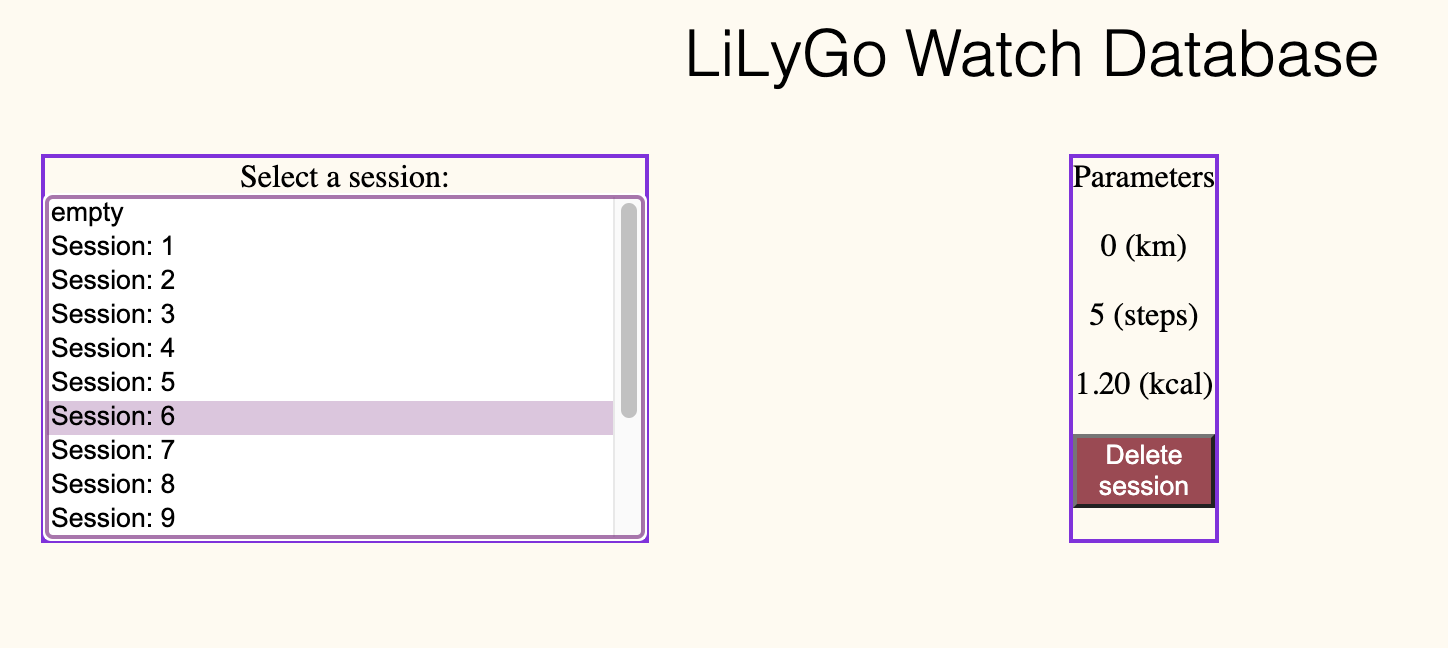 LiLyGo Watch Database
Select a session:
empty
Session: 1
Session: 2
Session: 3
Session: 4
Session: 5
Session: 6
Session: 7
Session: 8
Session: 9
Parameters
0 (km)
5 (steps)
1.20 (kcal)
Delete
session